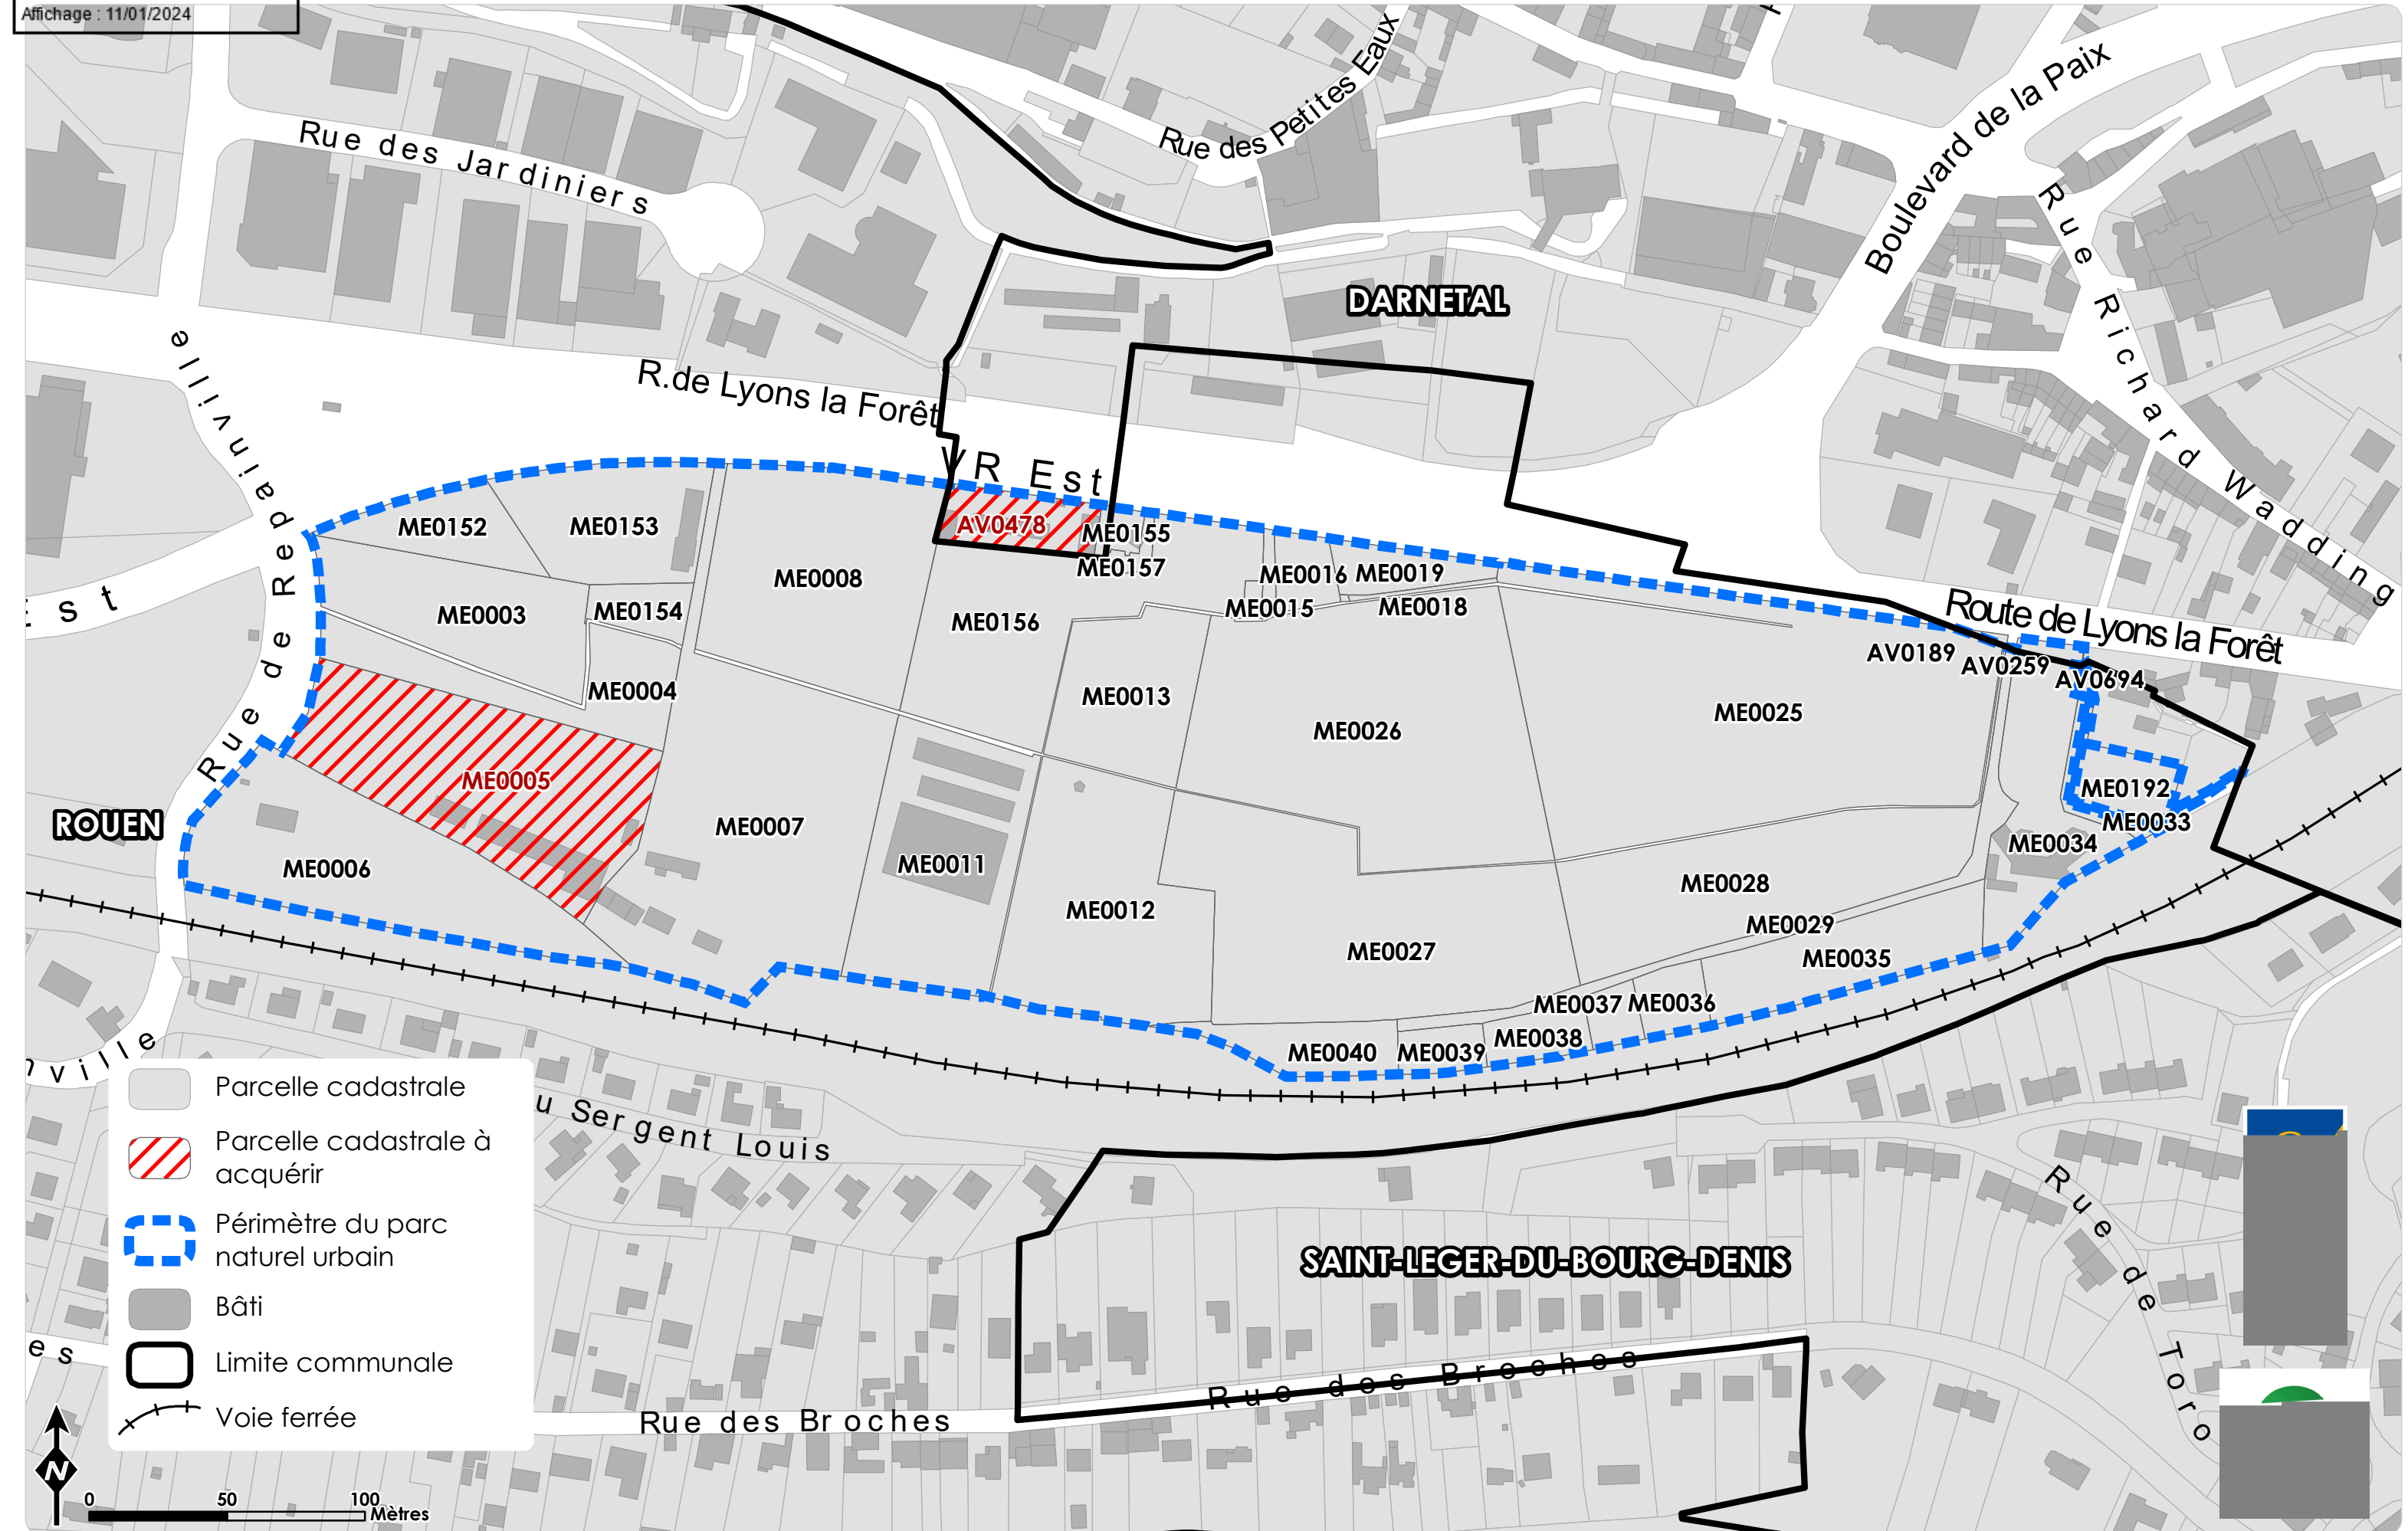 Affichage : 11/01/2024
Rue des Petites Eaux
Boulevard de la Paix
Rue des Jardiniers
Rue Richard Wadding
DARNETAL
R.de Lyons la Forêt
VR Est
Est
Rue de Repainville
ME0152
ME0153
AV0478
ME0155
ME0157
ME0008
ME0016
ME0019
ME0015
ME0018
ME0003
ME0154
ME0156
Route de Lyons la Forêt
AV0189
AV0259
AV0694
ME0004
ME0013
ME0026
ME0025
ME0005
ME0192
ME0033
ME0034
ROUEN
ME0007
ME0006
ME0011
ME0012
ME0028
ME0029
ME0027
ME0035
ME0037
ME0036
ME0038
ME0040
ME0039
nville
u Sergent Louis
SAINT-LEGER-DU-BOURG-DENIS
Rue de Toro
Rue des Broches
Rue des Broches
es
Parcelle cadastrale
Parcelle cadastrale à
acquérir
Périmètre du parc
naturel urbain
Bâti
Limite communale
Voie ferrée
N
0 50 100
Mètres